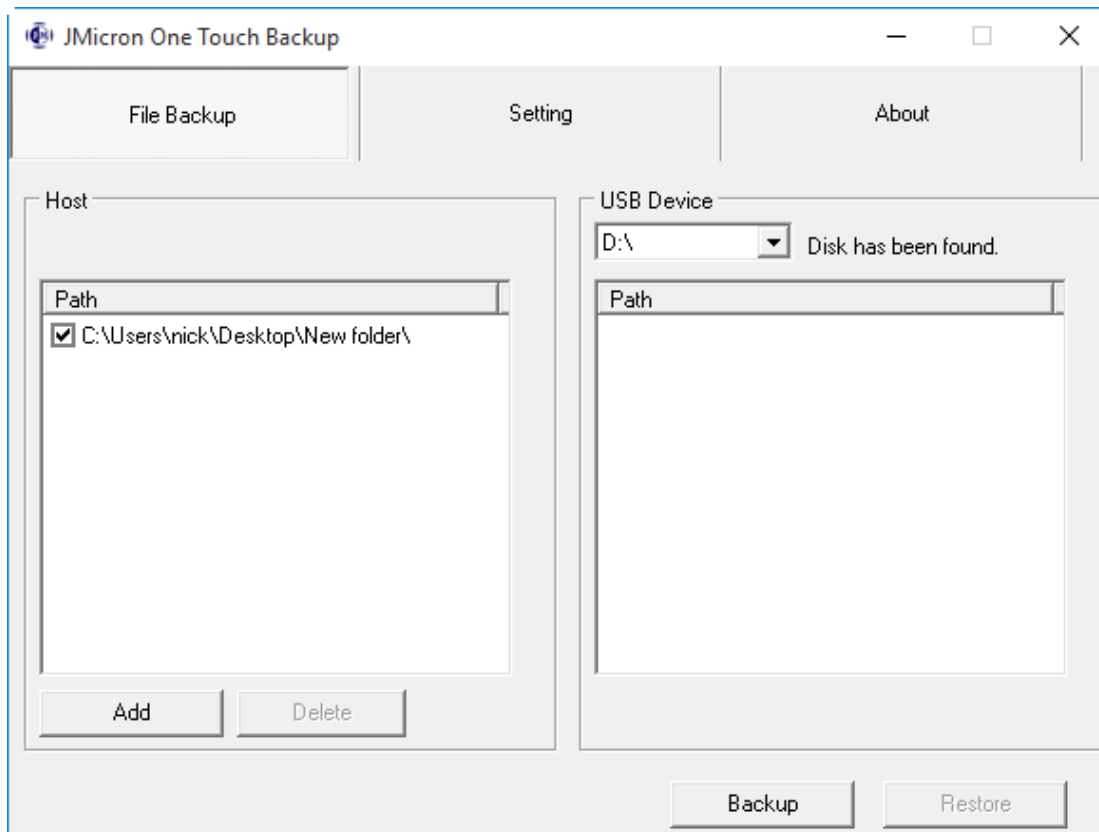 JMicron One Touch Backup
File Backup
Setting
About
Host
USB Device
D:\
Disk has been found.
Path
Path
C:\Users\nick\Desktop\New folder\
Add
Delete
Backup
Restore